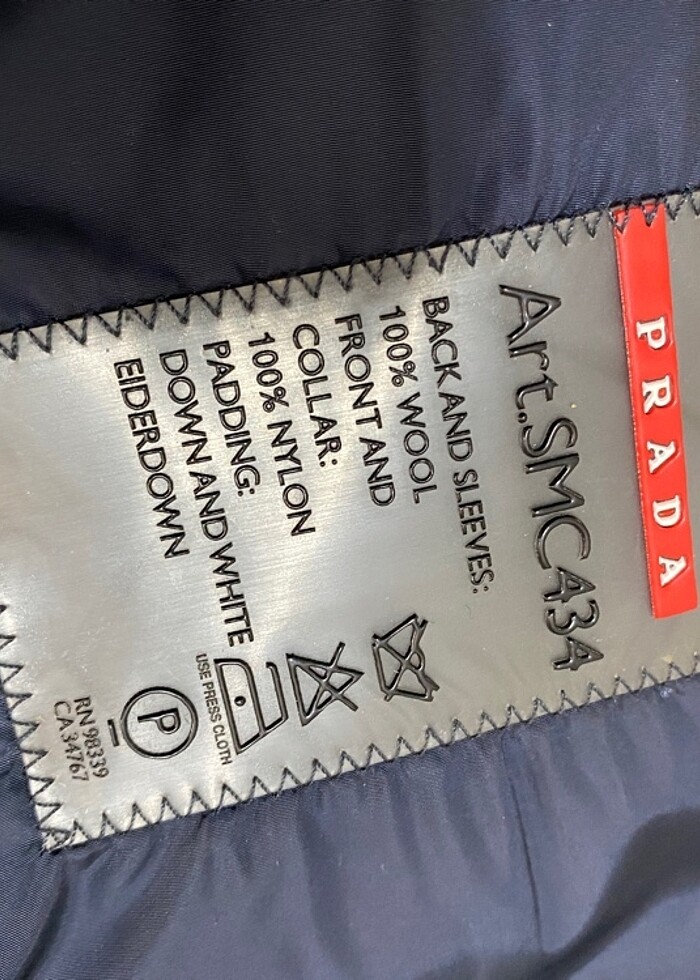 PRADA
Art.SMC434
BACK AND SLEEVES:
100% WOOL
FRONT AND
COLLAR:
100% NYLON
PADDING:
DOWN AND WHITE
EIDERDOWN
USE PRESS CLOTH
P
RN 98339
CA 34767